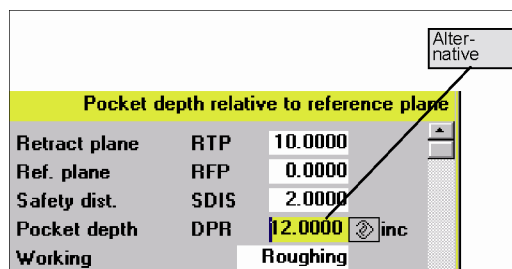 Alter-
native
Pocket depth relative to reference plane
Retract plane RTP 10.0000
Ref. plane RFP 0.0000
Safety dist. SDIS 2.0000
Pocket depth DPR 12.0000 inc
Working Roughing